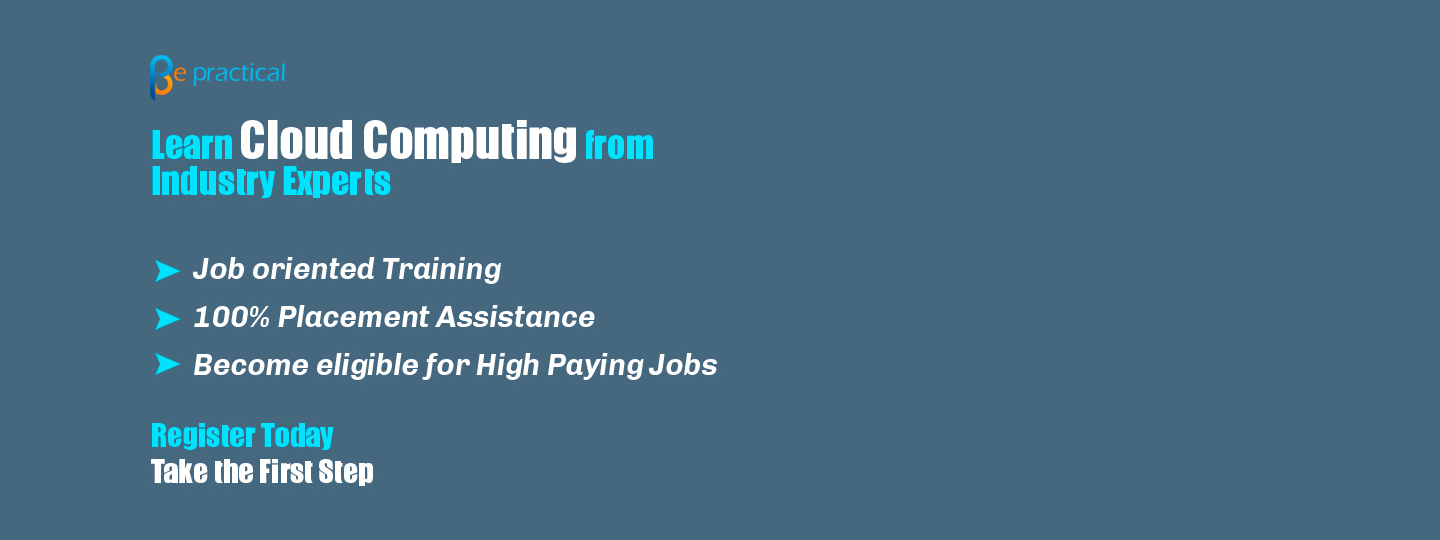 Be practical
Learn Cloud Computing from
Industry Experts
Job oriented Training
100% Placement Assistance
Become eligible for High Paying Jobs
Register Today
Take the First Step